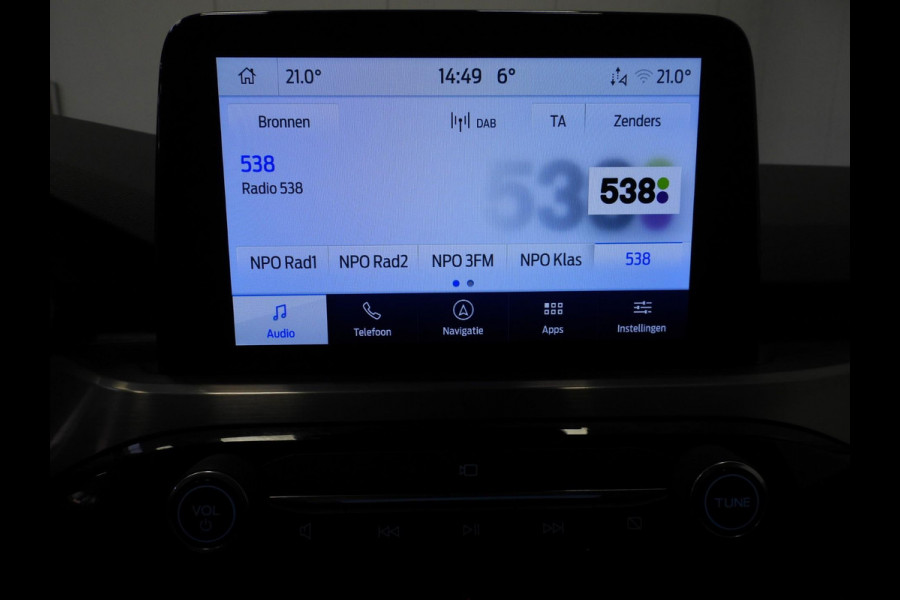 21.0° 14:49 6° 21.0°
Bronnen DAB TA Zenders
538
Radio 538
538
538
NPO Rad1 NPO Rad2 NPO 3FM NPO Klas 538
Audio Telefoon Navigatie Apps Instellingen
VOL TUNE